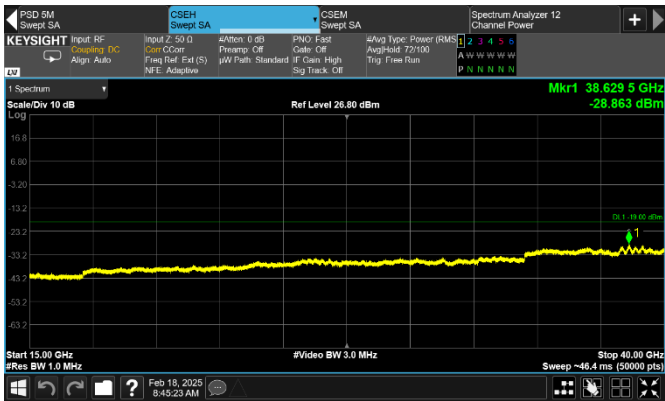 PSD 5M
Swept SA
CSEH
Swept SA
CSEM
Swept SA
Spectrum Analyzer 12
Channel Power
KEYSIGHT
Input: RF
Coupling: DC
Align: Auto
Input Z: 50 Ω
Corr CCorr
Freq Ref: Ext (S)
NFE: Adaptive
#Atten: 0 dB
Preamp: Off
µW Path: Standard
PNO: Fast
Gate: Off
IF Gain: High
Sig Track: Off
#Avg Type: Power (RMS)
Avg|Hold: 72/100
Trig: Free Run
1 2 3 4 5 6
A W W W W W W
P N N N N N N
LXI
1 Spectrum
Scale/Div 10 dB
Log
Ref Level 26.80 dBm
Mkr1 38.629 5 GHz
-28.863 dBm
16.8
6.80
-3.20
-13.2
-23.2
-33.2
-43.2
-53.2
-63.2
DL1 -19.00 dBm
1
Start 15.00 GHz
#Res BW 1.0 MHz
#Video BW 3.0 MHz
Stop 40.00 GHz
Sweep ~46.4 ms (50000 pts)
Feb 18, 2025
8:45:23 AM